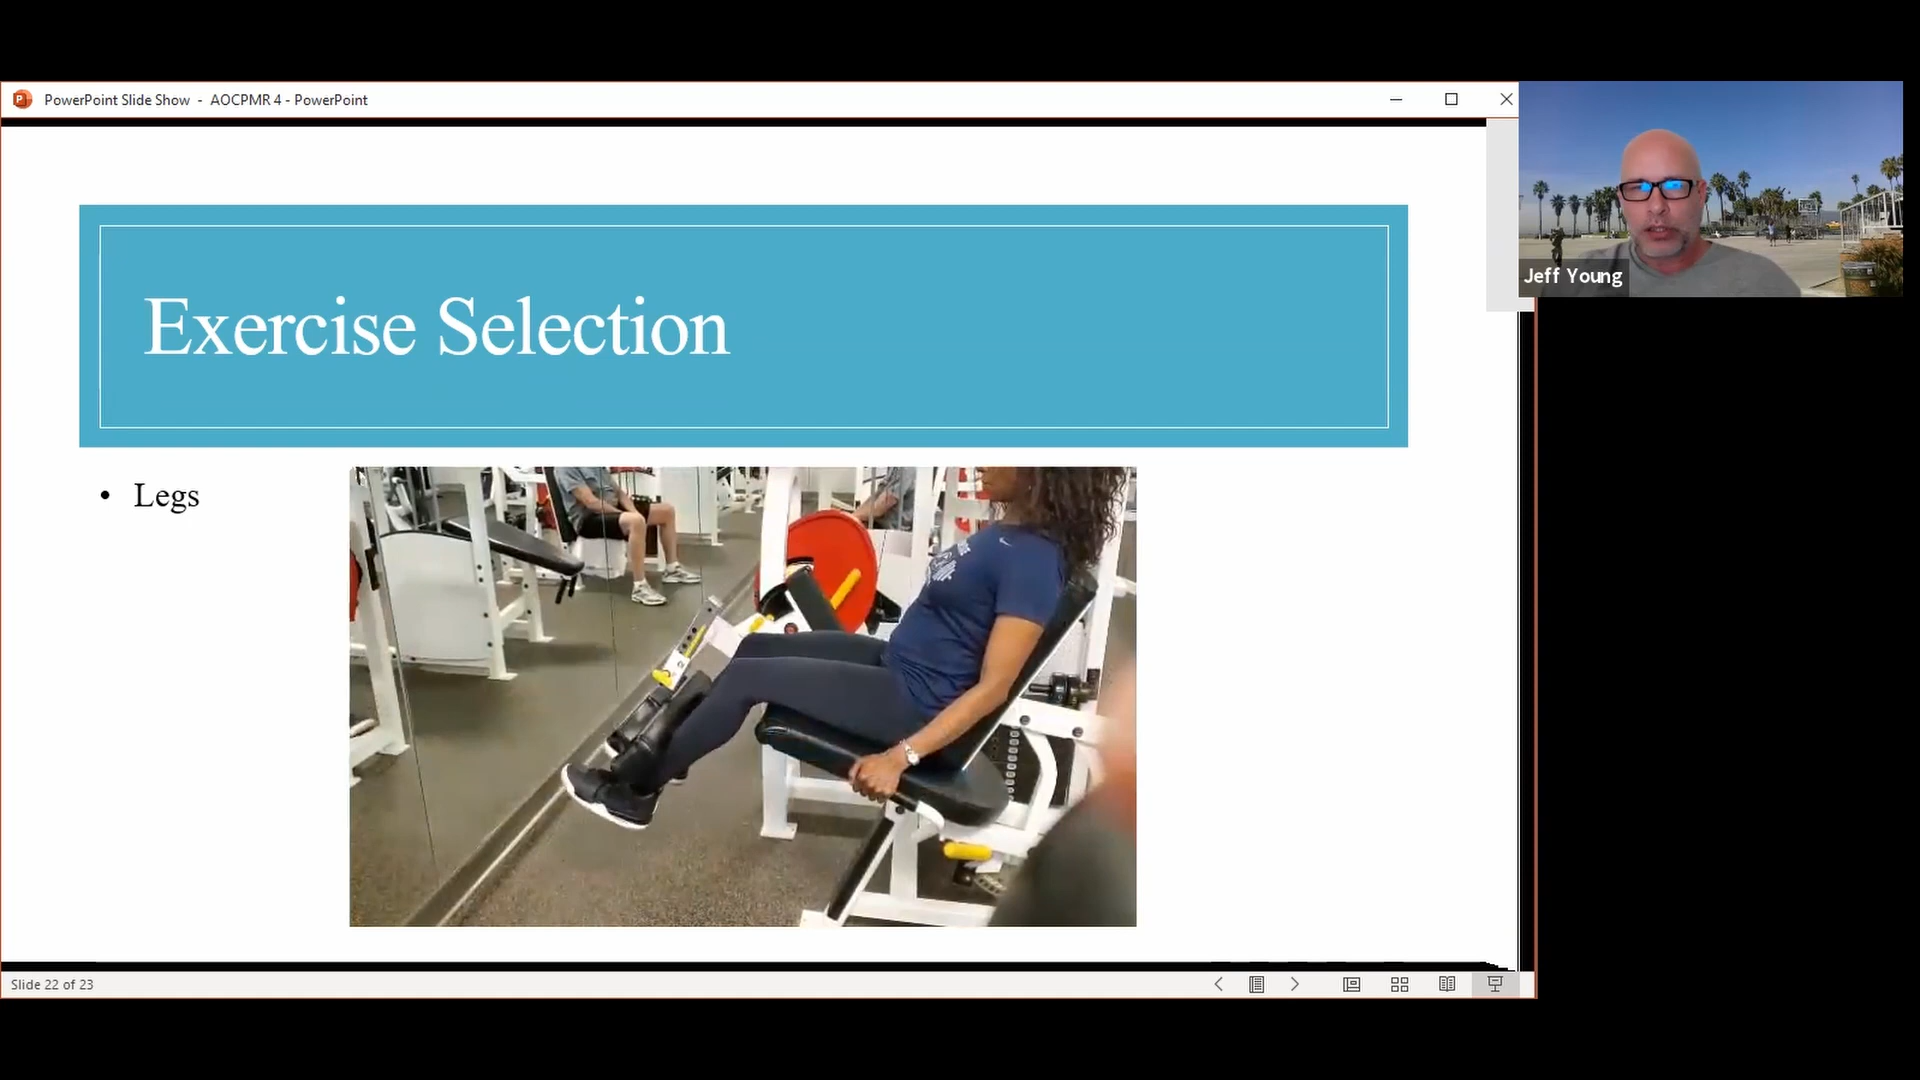 PowerPoint Slide Show - AOCPMR 4 - PowerPoint
Jeff Young
Exercise Selection
• Legs
Slide 22 of 23